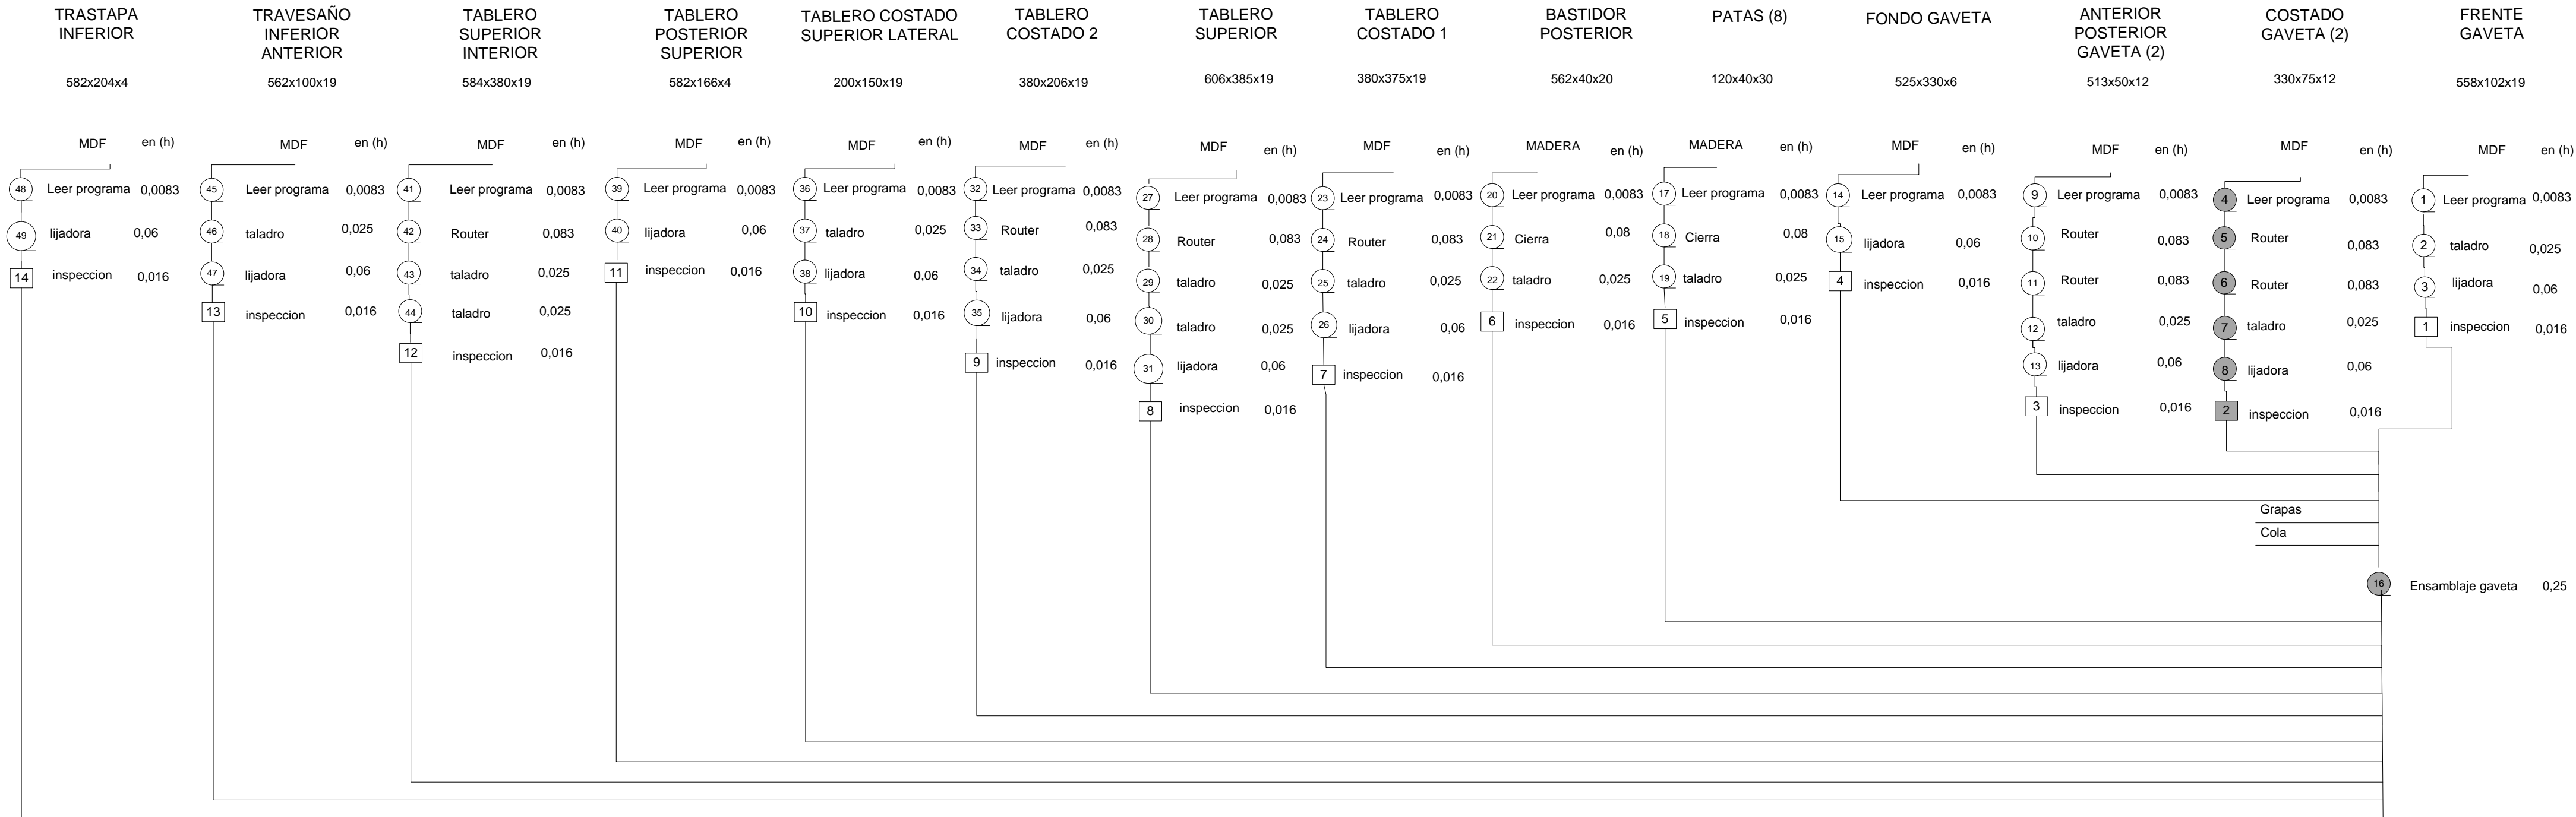 TRASTAPA
INFERIOR
582x204x4
MDF en (h)
48 Leer programa 0,0083
49 lijadora 0,06
14 inspeccion 0,016
TRAVESAÑO
INFERIOR
ANTERIOR
562x100x19
MDF en (h)
45 Leer programa 0,0083
46 taladro 0,025
47 lijadora 0,06
13 inspeccion 0,016
TABLERO
SUPERIOR
INTERIOR
584x380x19
MDF en (h)
41 Leer programa 0,0083
42 Router 0,083
43 taladro 0,025
44 taladro 0,025
12 inspeccion 0,016
TABLERO
POSTERIOR
SUPERIOR
582x166x4
MDF en (h)
39 Leer programa 0,0083
40 lijadora 0,06
11 inspeccion 0,016
TABLERO COSTADO
SUPERIOR LATERAL
200x150x19
MDF en (h)
36 Leer programa 0,0083
37 taladro 0,025
38 lijadora 0,06
10 inspeccion 0,016
TABLERO
COSTADO 2
380x206x19
MDF en (h)
32 Leer programa 0,0083
33 Router 0,083
34 taladro 0,025
35 lijadora 0,06
9 inspeccion 0,016
TABLERO
SUPERIOR
606x385x19
MDF en (h)
27 Leer programa 0,0083
28 Router 0,083
29 taladro 0,025
30 taladro 0,025
31 lijadora 0,06
8 inspeccion 0,016
TABLERO
COSTADO 1
380x375x19
MDF en (h)
23 Leer programa 0,0083
24 Router 0,083
25 taladro 0,025
26 lijadora 0,06
7 inspeccion 0,016
BASTIDOR
POSTERIOR
562x40x20
MADERA en (h)
20 Leer programa 0,0083
21 Cierra 0,08
22 taladro 0,025
6 inspeccion 0,016
PATAS (8)
120x40x30
MADERA en (h)
17 Leer programa 0,0083
18 Cierra 0,08
19 taladro 0,025
5 inspeccion 0,016
FONDO GAVETA
525x330x6
MDF en (h)
14 Leer programa 0,0083
15 lijadora 0,06
4 inspeccion 0,016
ANTERIOR
POSTERIOR
GAVETA (2)
513x50x12
MDF en (h)
9 Leer programa 0,0083
10 Router 0,083
11 Router 0,083
12 taladro 0,025
13 lijadora 0,06
3 inspeccion 0,016
COSTADO
GAVETA (2)
330x75x12
MDF en (h)
4 Leer programa 0,0083
5 Router 0,083
6 Router 0,083
7 taladro 0,025
8 lijadora 0,06
2 inspeccion 0,016
FRENTE
GAVETA
558x102x19
MDF en (h)
1 Leer programa 0,0083
2 taladro 0,025
3 lijadora 0,06
1 inspeccion 0,016
Grapas
Cola
16 Ensamblaje gaveta 0,25